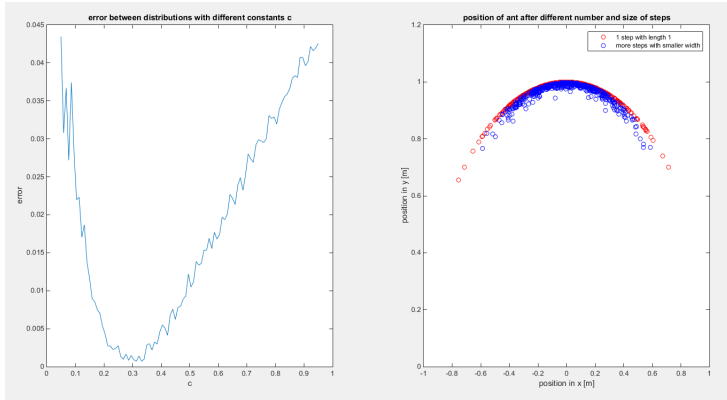 error between distributions with different constants c
0.045
0.04
0.035
0.03
0.025
0.02
0.015
0.01
0.005
0
error
0 0.1 0.2 0.3 0.4 0.5 0.6 0.7 0.8 0.9 1
c
position of ant after different number and size of steps
1 step with length 1
more steps with smaller width
1.2
1
0.8
0.6
0.4
0.2
0
position in y [m]
-1 -0.8 -0.6 -0.4 -0.2 0 0.2 0.4 0.6 0.8 1
position in x [m]